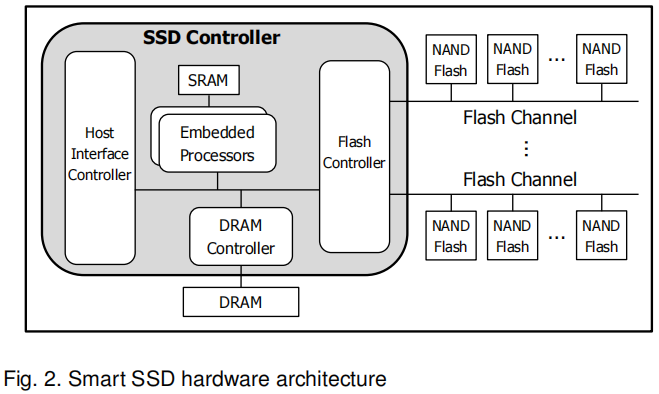 SSD Controller
SRAM
Embedded
Processors
Host
Interface
Controller
Flash
Controller
DRAM
Controller
DRAM
NAND
Flash
NAND
Flash
...
NAND
Flash
Flash Channel
⋮
Flash Channel
NAND
Flash
NAND
Flash
...
NAND
Flash
Fig. 2. Smart SSD hardware architecture